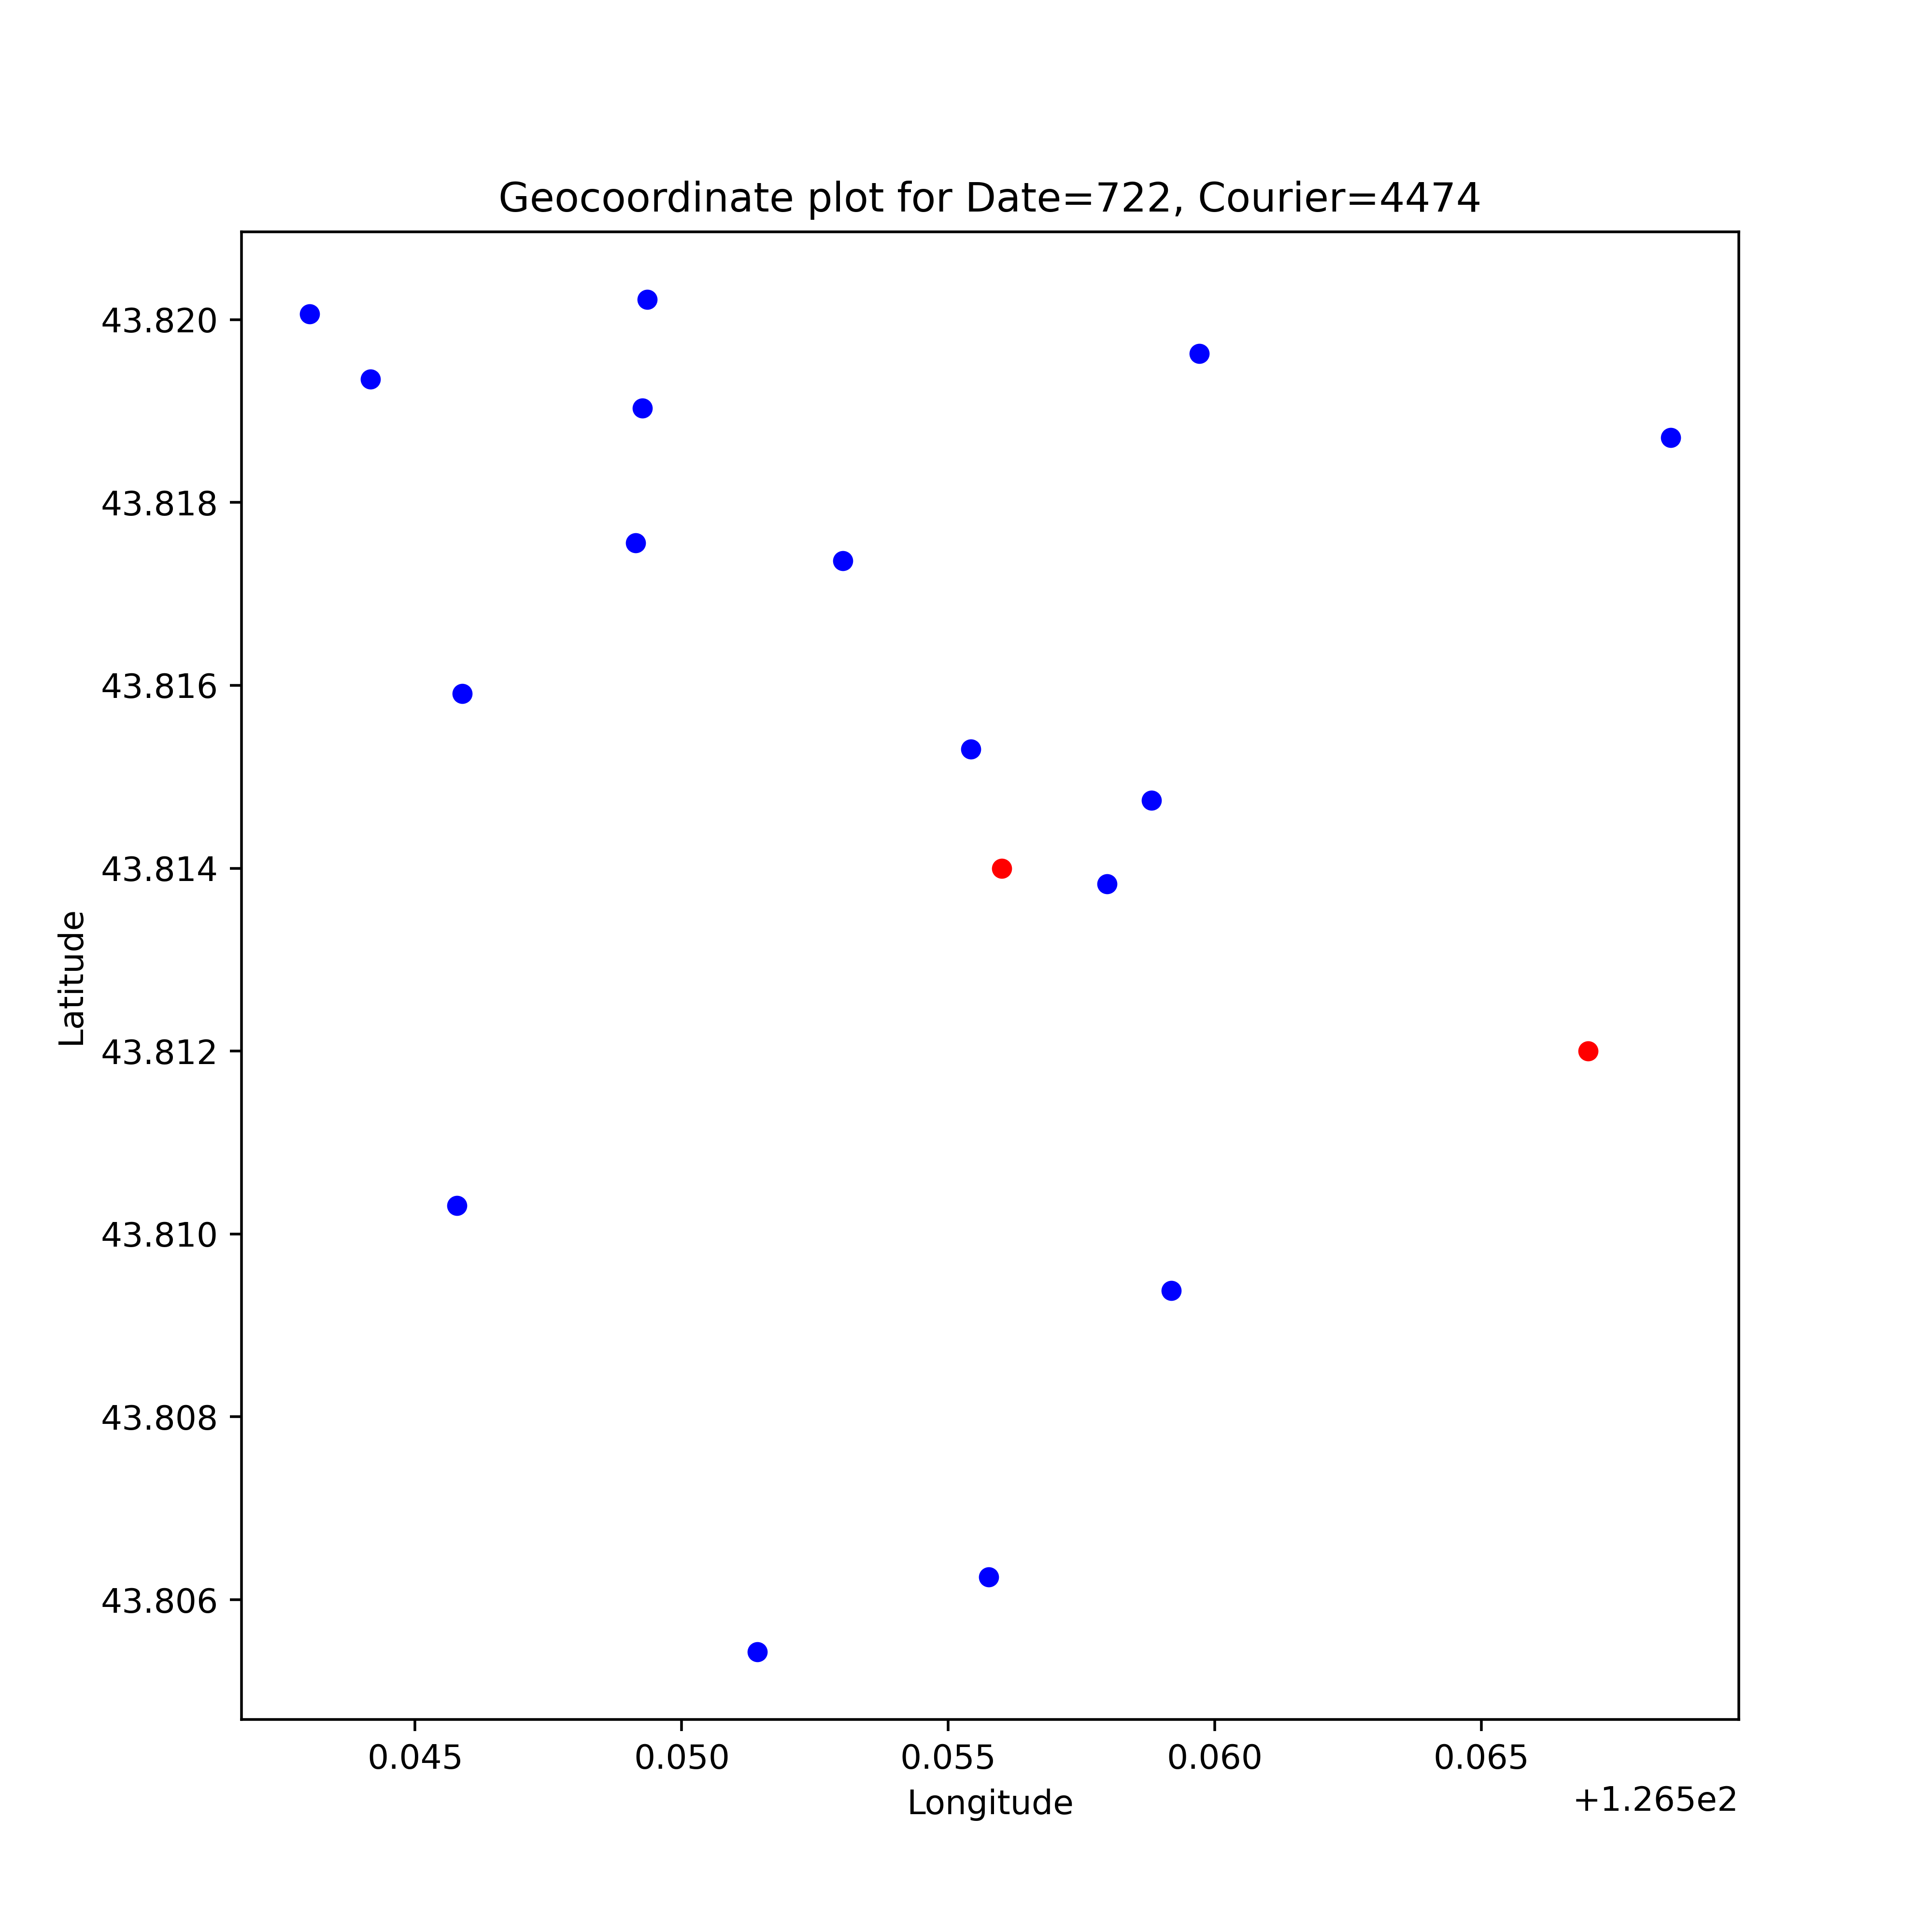 Geocoordinate plot for Date=722, Courier=4474
43.820
43.818
43.816
43.814
43.812
43.810
43.808
43.806
Latitude
0.045 0.050 0.055 0.060 0.065
Longitude
+1.265e2